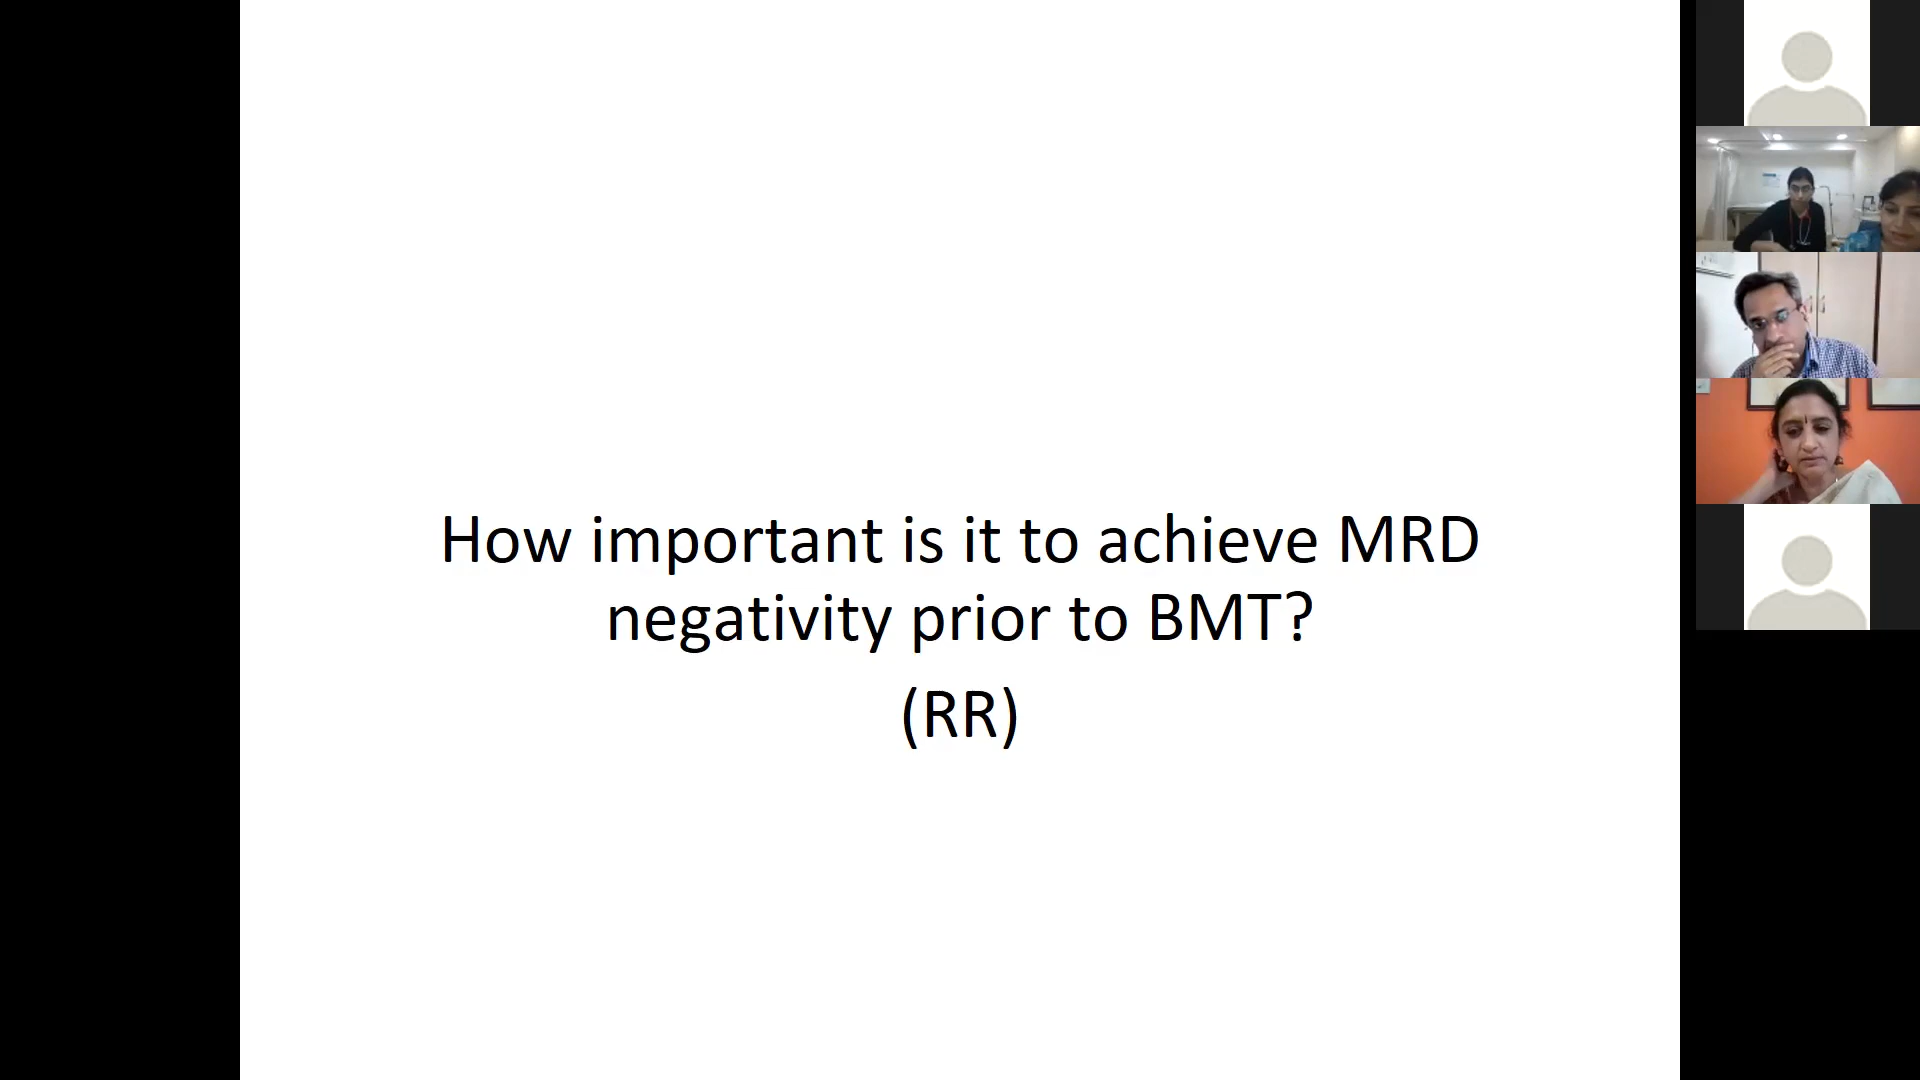 How important is it to achieve MRD
negativity prior to BMT?
(RR)